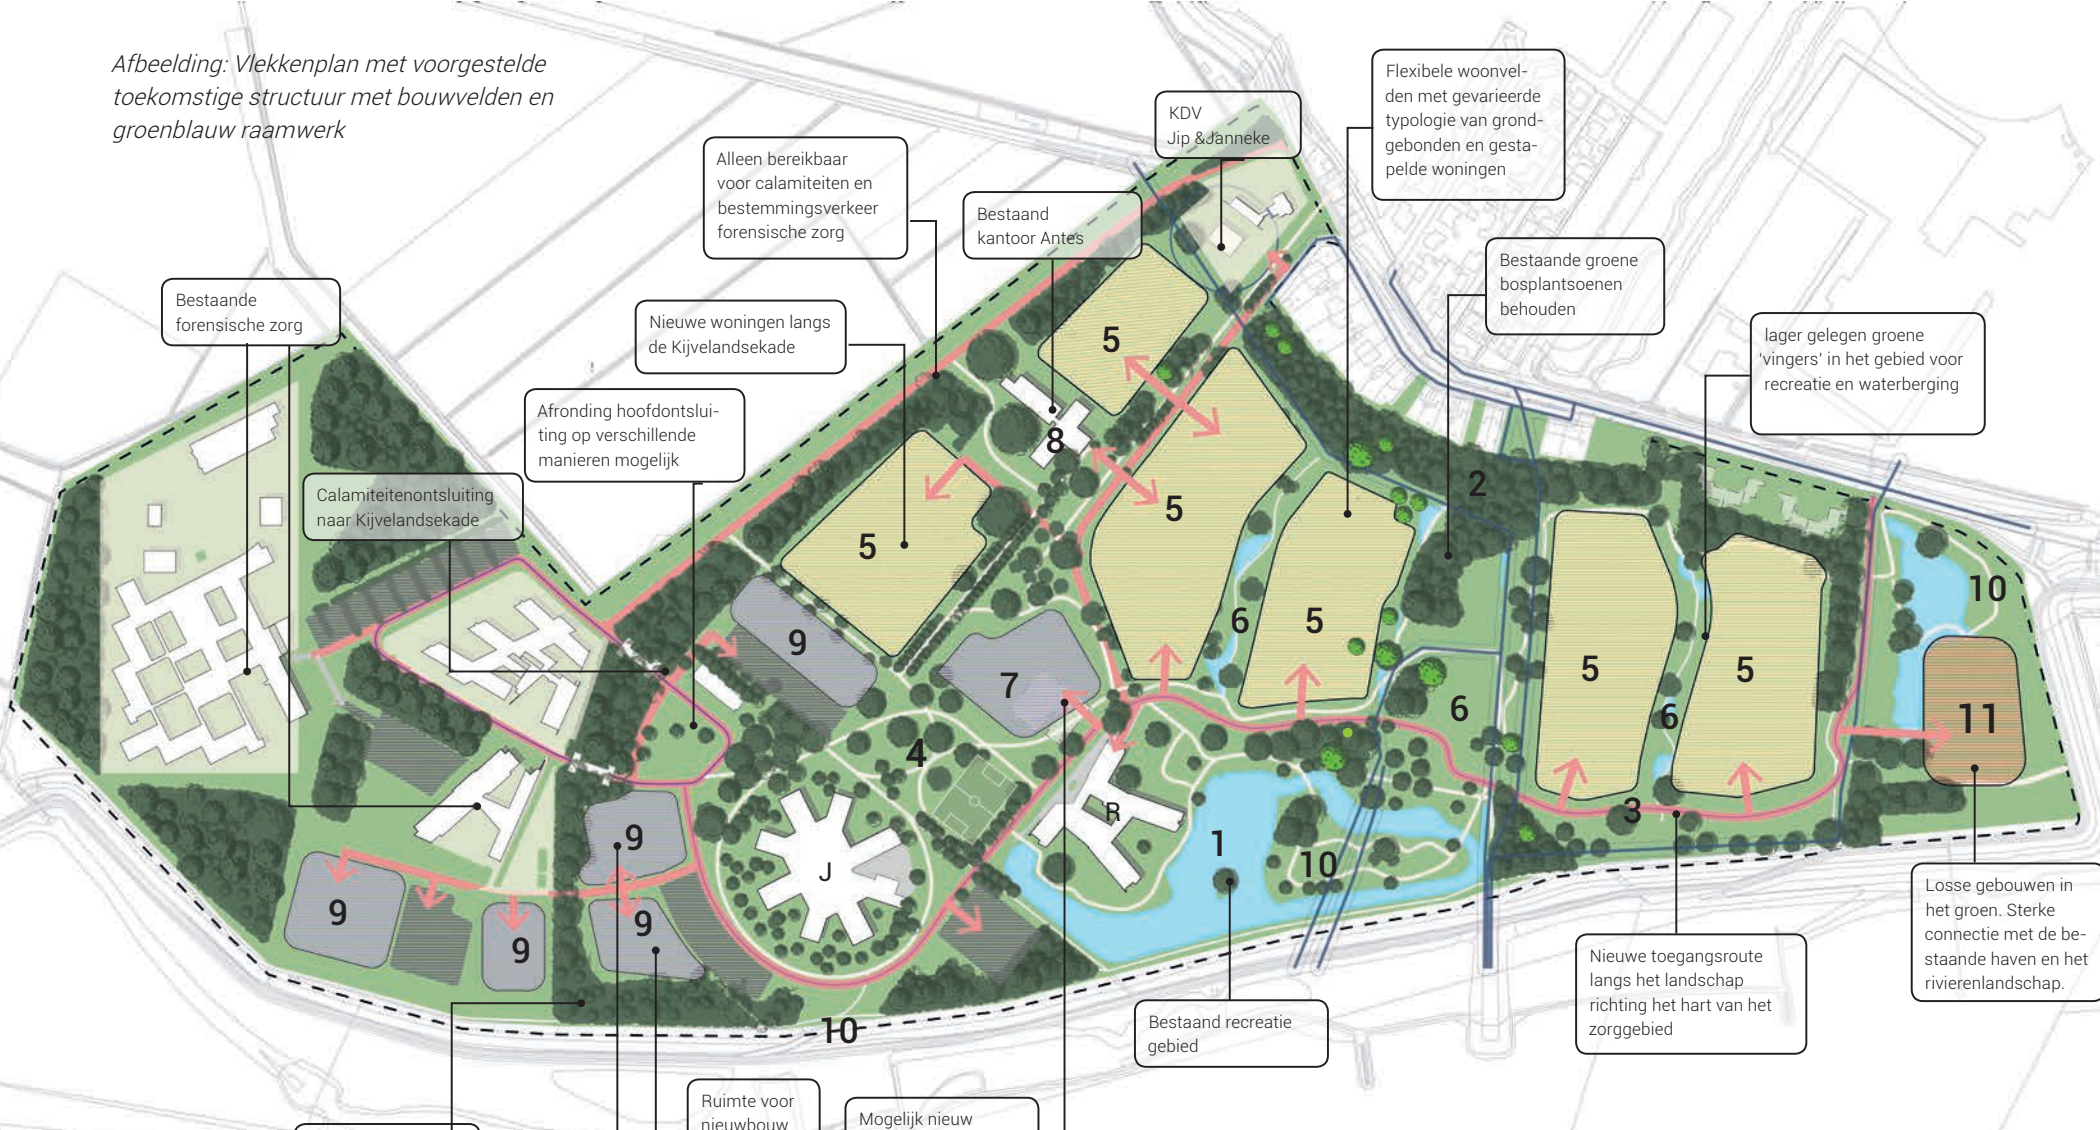 Afbeelding: Vlekkenplan met voorgestelde
toekomstige structuur met bouwvelden en
groenblauw raamwerk
Flexibele woonvel-
den met gevarieerde
typologie van grond-
gebonden en gesta-
pelde woningen
KDV
Jip &Janneke
Alleen bereikbaar
voor calamiteiten en
bestemmingsverkeer
forensische zorg
Bestaand
kantoor Antes
Bestaande groene
bosplantsoenen
behouden
Bestaande
forensische zorg
Nieuwe woningen langs
de Kijvelandsekade
lager gelegen groene
'vingers' in het gebied voor
recreatie en waterberging
Afronding hoofdontslui-
ting op verschillende
manieren mogelijk
Calamiteitenontsluiting
naar Kijvelandsekade
5
8
2
5
5
10
6
5
9
5
5
7
6
6
11
4
3
R
9
1
10
J
9
9
9
10
Losse gebouwen in
het groen. Sterke
connectie met de be-
staande haven en het
rivierenlandschap.
Nieuwe toegangsroute
langs het landschap
richting het hart van het
zorggebied
Bestaand recreatie
gebied
Ruimte voor
nieuwbouw
Mogelijk nieuw